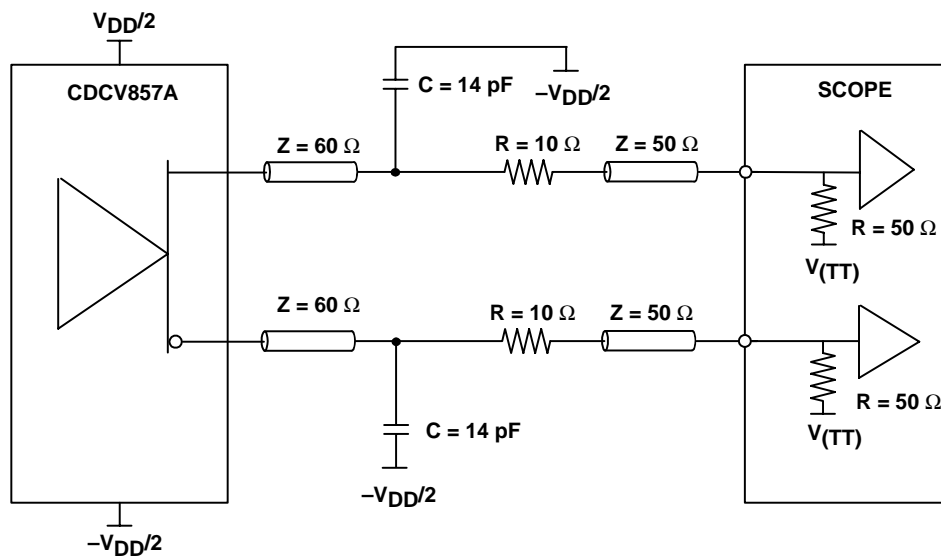 VDD/2
CDCV857A
C = 14 pF
–VDD/2
SCOPE
Z = 60 Ω
R = 10 Ω
Z = 50 Ω
R = 50 Ω
V(TT)
Z = 60 Ω
R = 10 Ω
Z = 50 Ω
R = 50 Ω
V(TT)
C = 14 pF
–VDD/2
–VDD/2